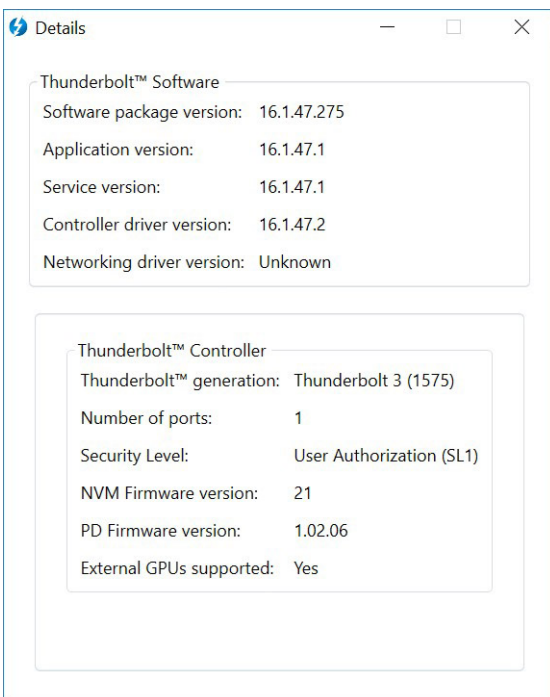 Details
Thunderbolt™ Software
Software package version: 16.1.47.275
Application version: 16.1.47.1
Service version: 16.1.47.1
Controller driver version: 16.1.47.2
Networking driver version: Unknown
Thunderbolt™ Controller
Thunderbolt™ generation: Thunderbolt 3 (1575)
Number of ports: 1
Security Level: User Authorization (SL1)
NVM Firmware version: 21
PD Firmware version: 1.02.06
External GPUs supported: Yes